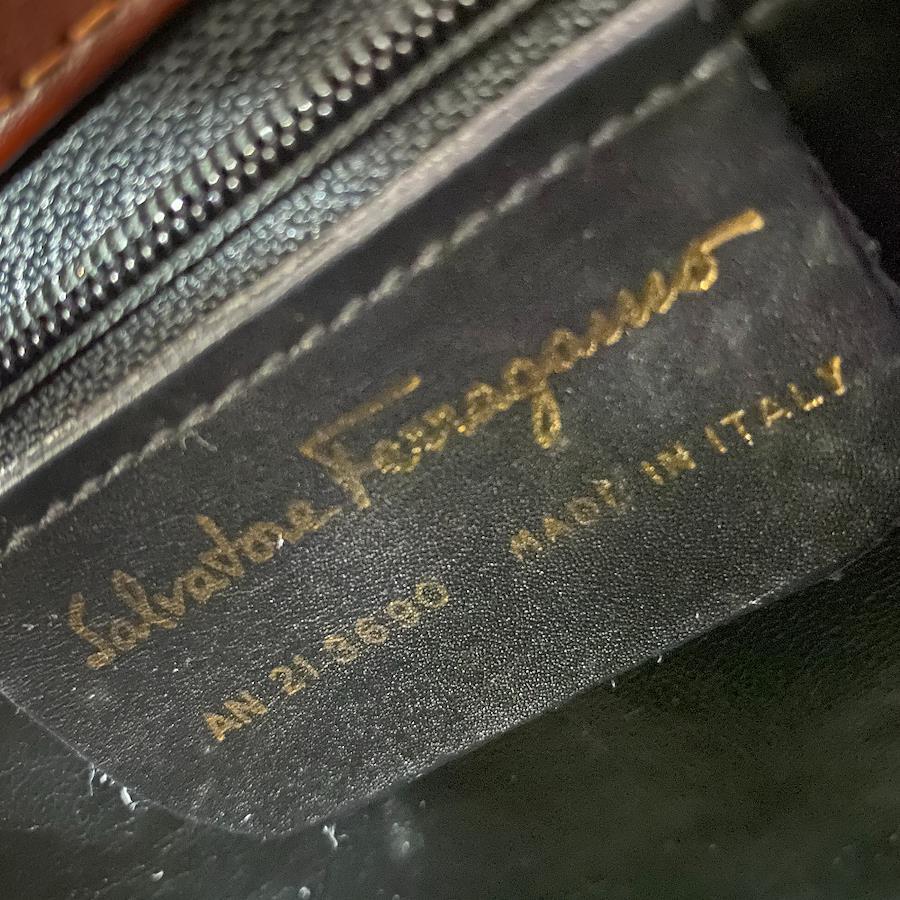 Salvatore Ferragamo
AN 21 3690 MADE IN ITALY